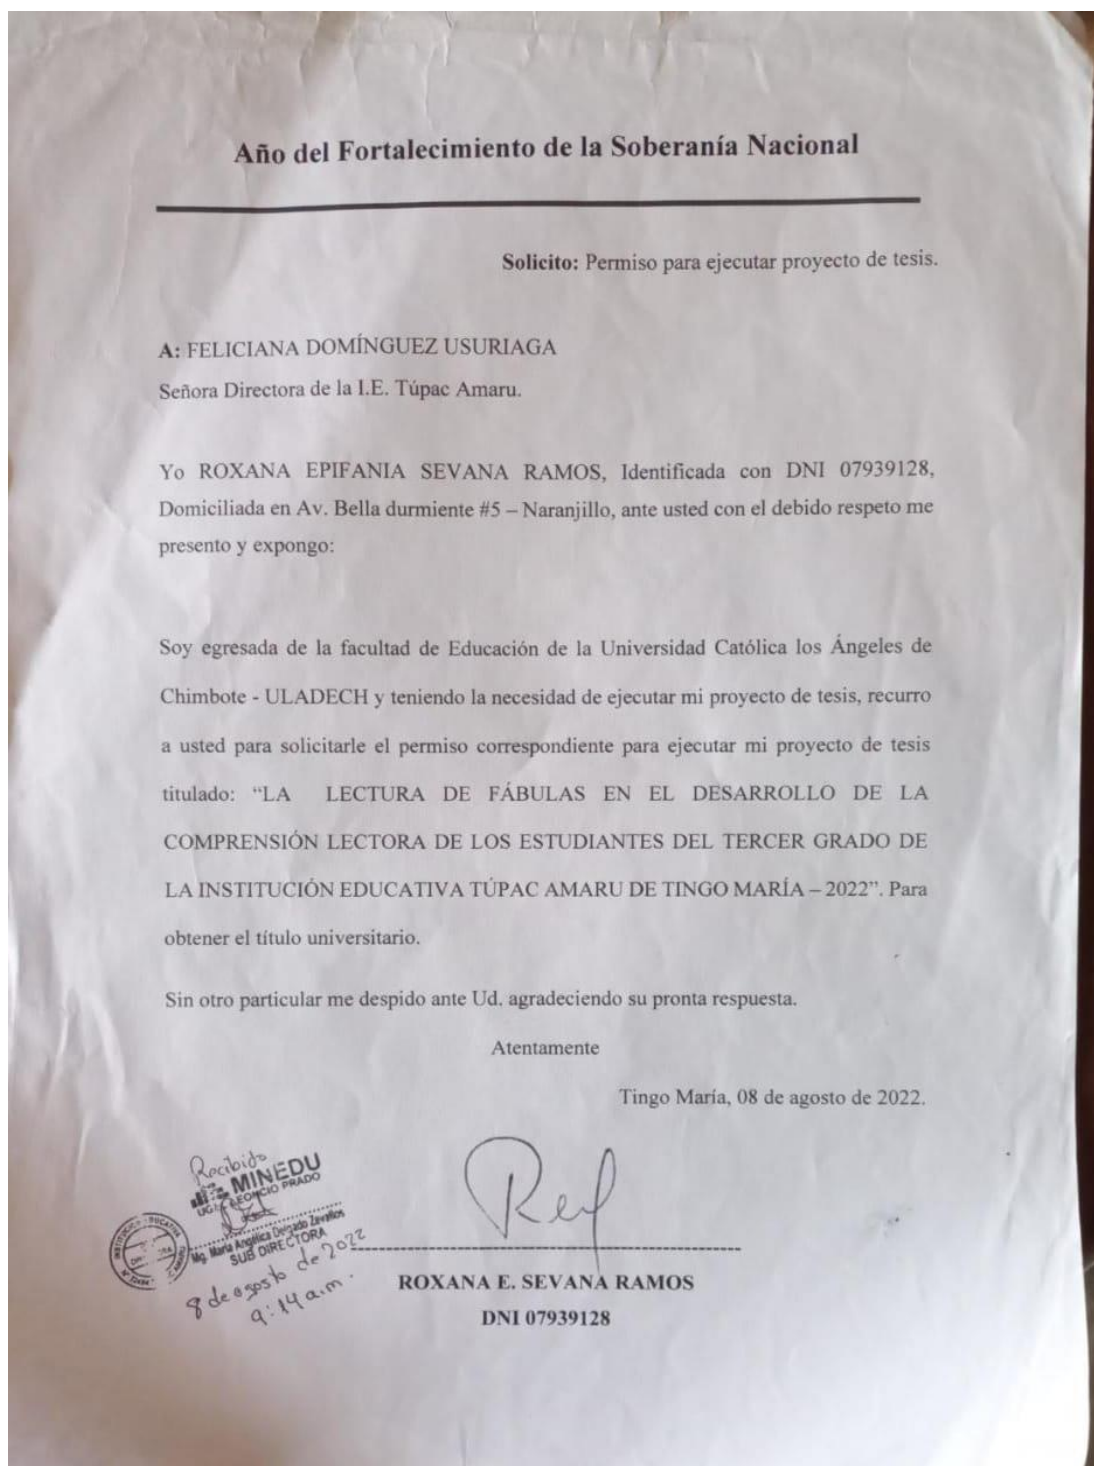 Año del Fortalecimiento de la Soberanía Nacional
Solicito: Permiso para ejecutar proyecto de tesis.
A: FELICIANA DOMÍNGUEZ USURIAGA
Señora Directora de la I.E. Túpac Amaru.
Yo ROXANA EPIFANIA SEVANA RAMOS, Identificada con DNI 07939128,
Domiciliada en Av. Bella durmiente #5 – Naranjillo, ante usted con el debido respeto me
presento y expongo:
Soy egresada de la facultad de Educación de la Universidad Católica los Ángeles de
Chimbote - ULADECH y teniendo la necesidad de ejecutar mi proyecto de tesis, recurro
a usted para solicitarle el permiso correspondiente para ejecutar mi proyecto de tesis
titulado: “LA LECTURA DE FÁBULAS EN EL DESARROLLO DE LA
COMPRENSIÓN LECTORA DE LOS ESTUDIANTES DEL TERCER GRADO DE
LA INSTITUCIÓN EDUCATIVA TÚPAC AMARU DE TINGO MARÍA – 2022”. Para
obtener el título universitario.
Sin otro particular me despido ante Ud. agradeciendo su pronta respuesta.
Atentamente
Tingo María, 08 de agosto de 2022.
Recibido
MINEDU
LEONCIO PRADO
Mg. María Angélica Delgado Zevallos
SUB DIRECTORA
8 de agosto de 2022
9:14 a.m.
ROXANA E. SEVANA RAMOS
DNI 07939128